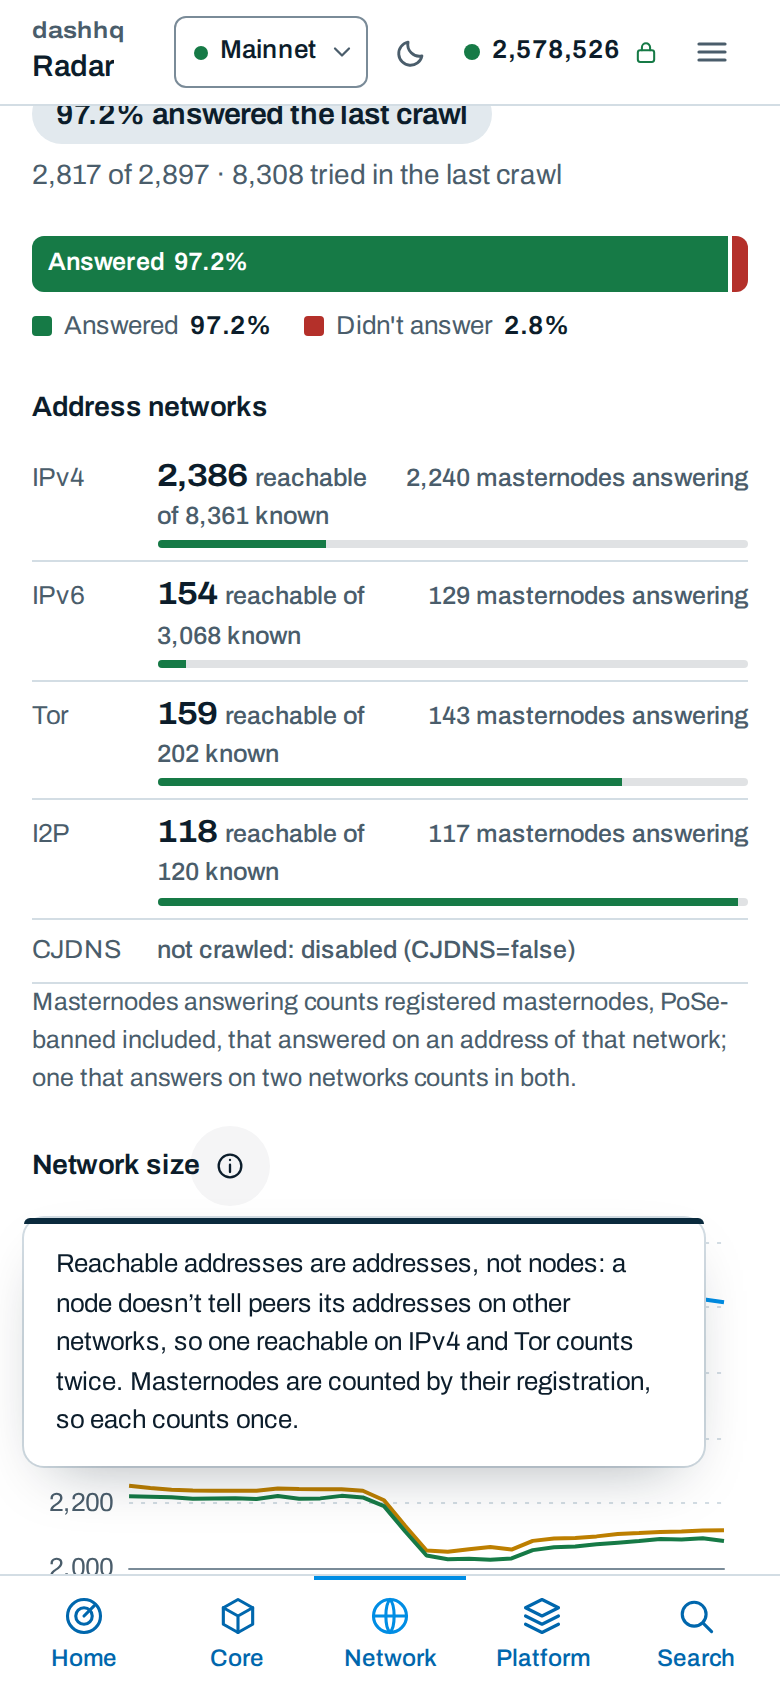 dashhq
Radar
Mainnet
2,578,526
97.2% answered the last crawl
2,817 of 2,897 · 8,308 tried in the last crawl
Answered 97.2%
Answered 97.2% Didn't answer 2.8%
Address networks
IPv4 2,386 reachable 2,240 masternodes answering
of 8,361 known
IPv6 154 reachable of 129 masternodes answering
3,068 known
Tor 159 reachable of 143 masternodes answering
202 known
I2P 118 reachable of 117 masternodes answering
120 known
CJDNS not crawled: disabled (CJDNS=false)
Masternodes answering counts registered masternodes, PoSe-
banned included, that answered on an address of that network;
one that answers on two networks counts in both.
Network size
Reachable addresses are addresses, not nodes: a
node doesn’t tell peers its addresses on other
networks, so one reachable on IPv4 and Tor counts
twice. Masternodes are counted by their registration,
so each counts once.
2,200
2,000
Home Core Network Platform Search